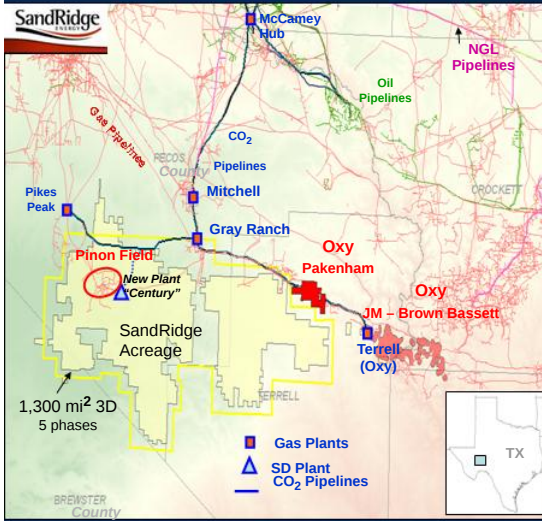 SandRidge
ENERGY
McCamey
Hub
NGL
Pipelines
Oil
Pipelines
Gas Pipelines
CO2
Pipelines
PECOS
County
CROCKETT
Mitchell
Pikes
Peak
Gray Ranch
Pinon Field
Oxy
Pakenham
New Plant
"Century"
Oxy
JM – Brown Bassett
SandRidge
Acreage
Terrell
(Oxy)
1,300 mi² 3D
5 phases
TERRELL
Gas Plants
SD Plant
CO2 Pipelines
TX
BREWSTER
County